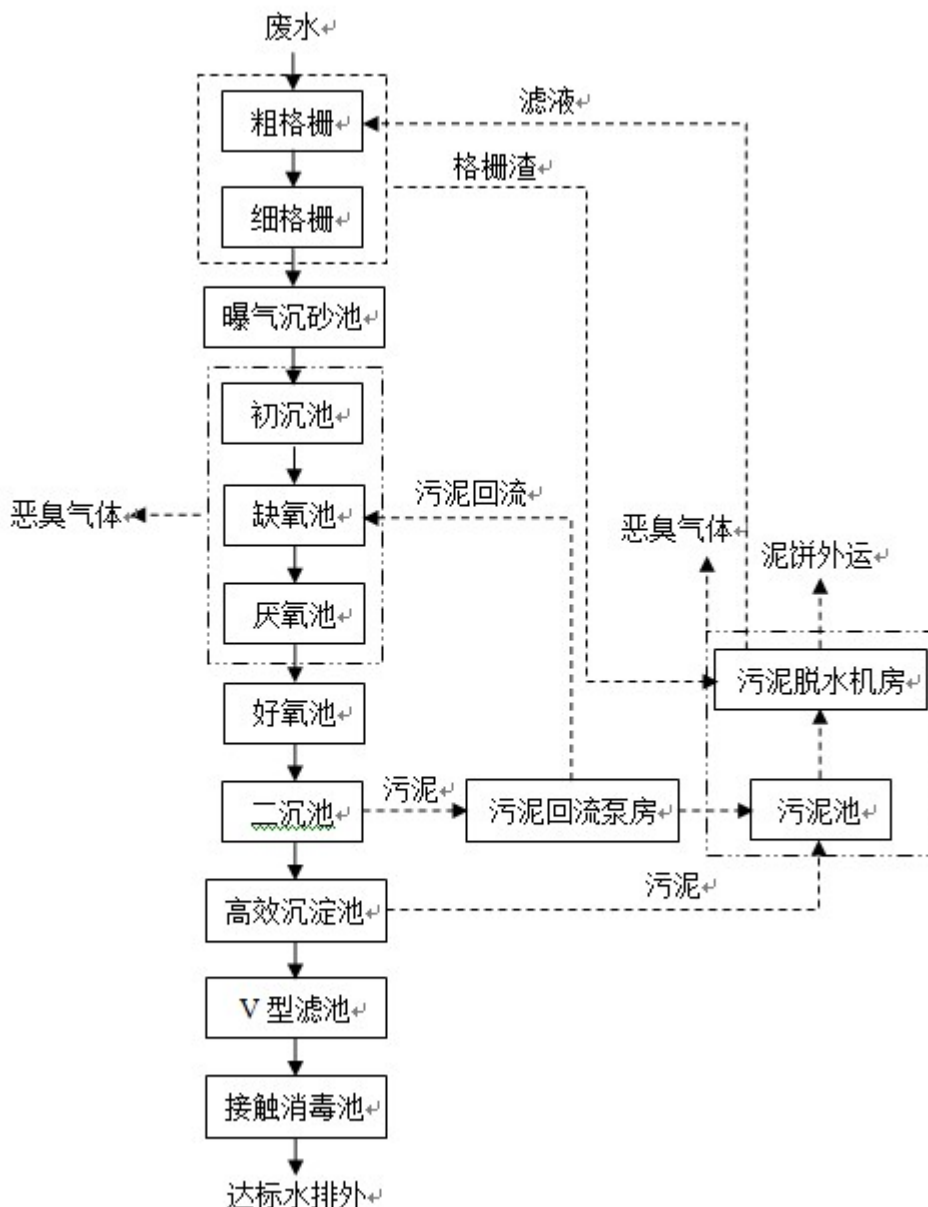 废水
滤液
粗格栅
格栅渣
细格栅
曝气沉砂池
初沉池
恶臭气体
缺氧池
污泥回流
恶臭气体
泥饼外运
厌氧池
污泥脱水机房
好氧池
二沉池
污泥
污泥回流泵房
污泥池
高效沉淀池
污泥
V型滤池
接触消毒池
达标水排外